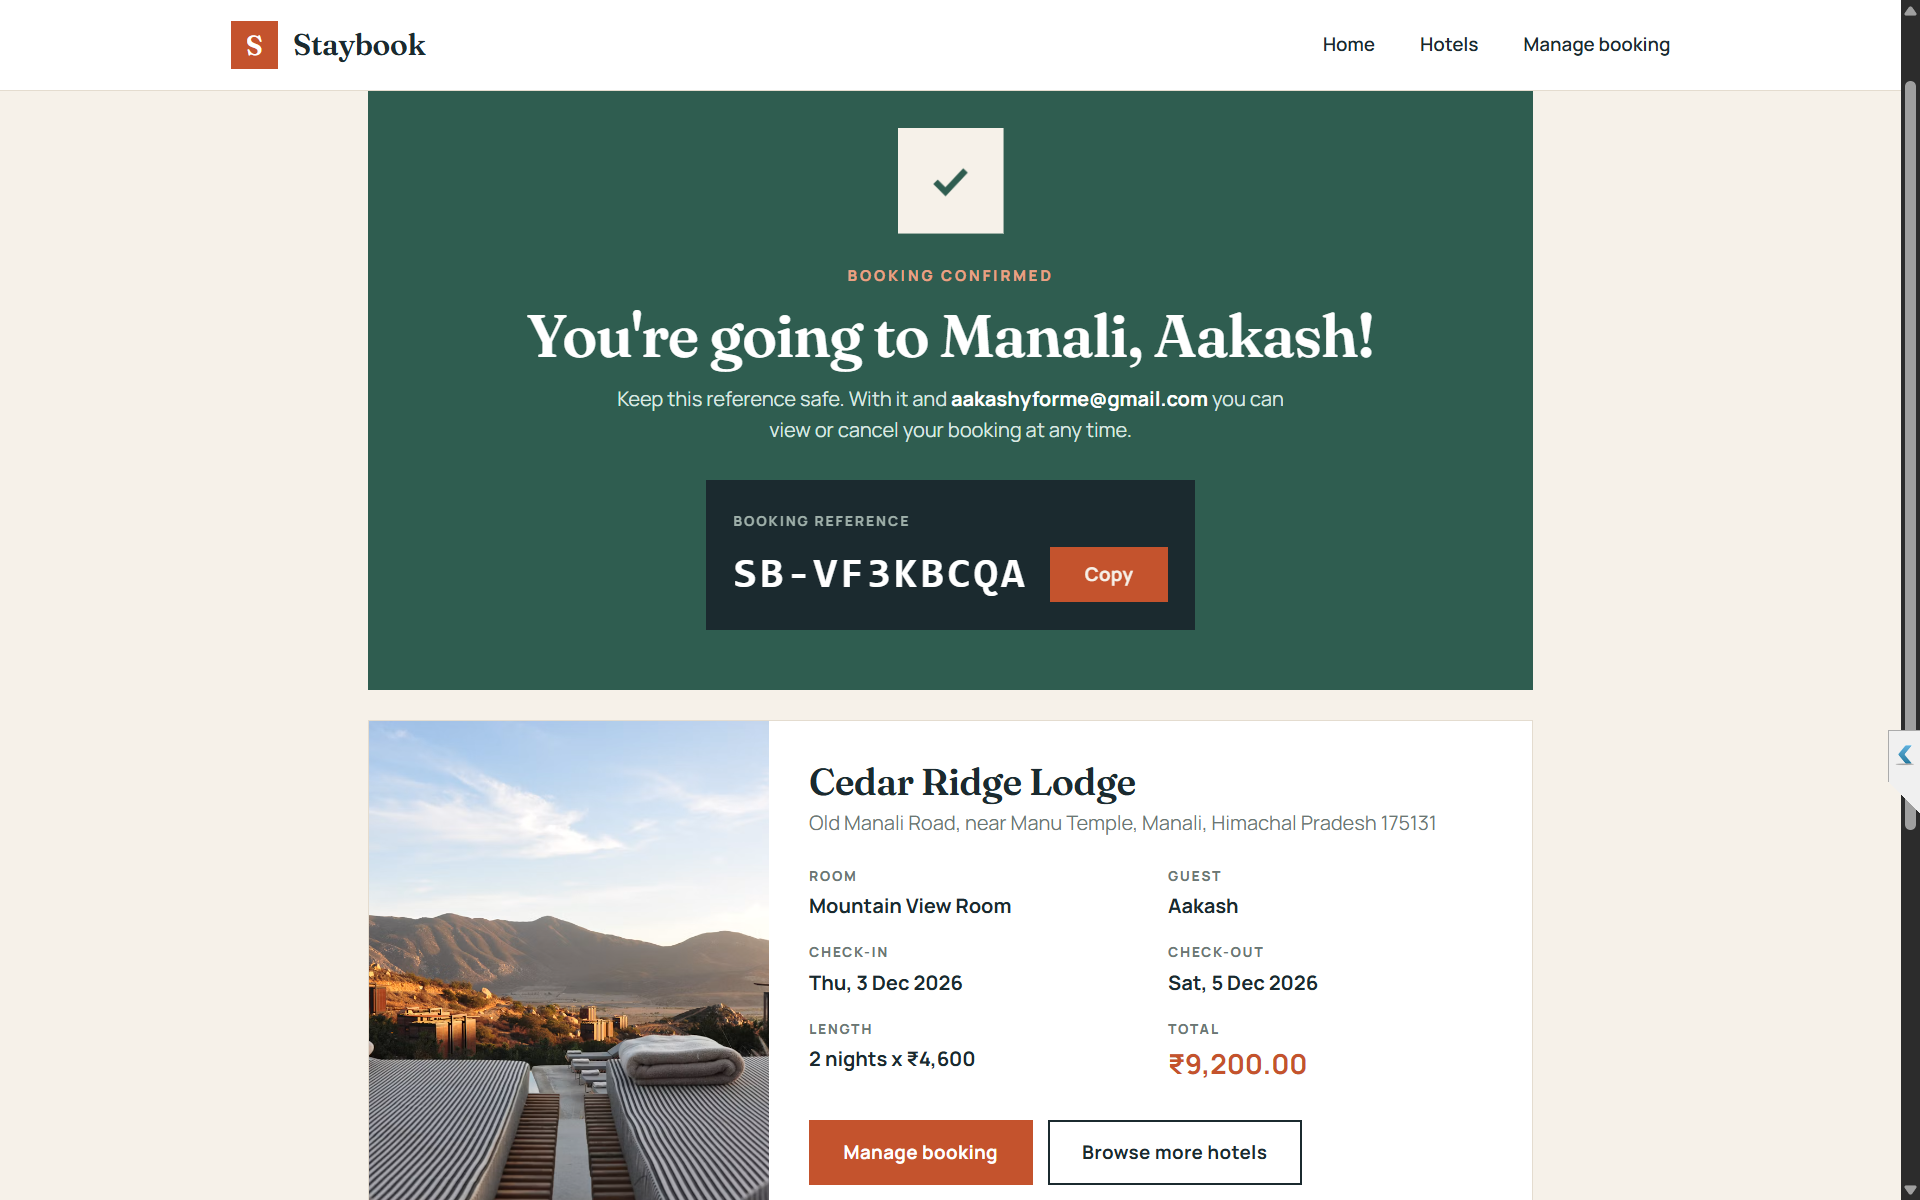 S Staybook
Home Hotels Manage booking
BOOKING CONFIRMED
You're going to Manali, Aakash!
Keep this reference safe. With it and aakashyforme@gmail.com you can
view or cancel your booking at any time.
BOOKING REFERENCE
SB-VF3KBCQA Copy
Cedar Ridge Lodge
Old Manali Road, near Manu Temple, Manali, Himachal Pradesh 175131
ROOM GUEST
Mountain View Room Aakash
CHECK-IN CHECK-OUT
Thu, 3 Dec 2026 Sat, 5 Dec 2026
LENGTH TOTAL
2 nights x ₹4,600 ₹9,200.00
Manage booking Browse more hotels